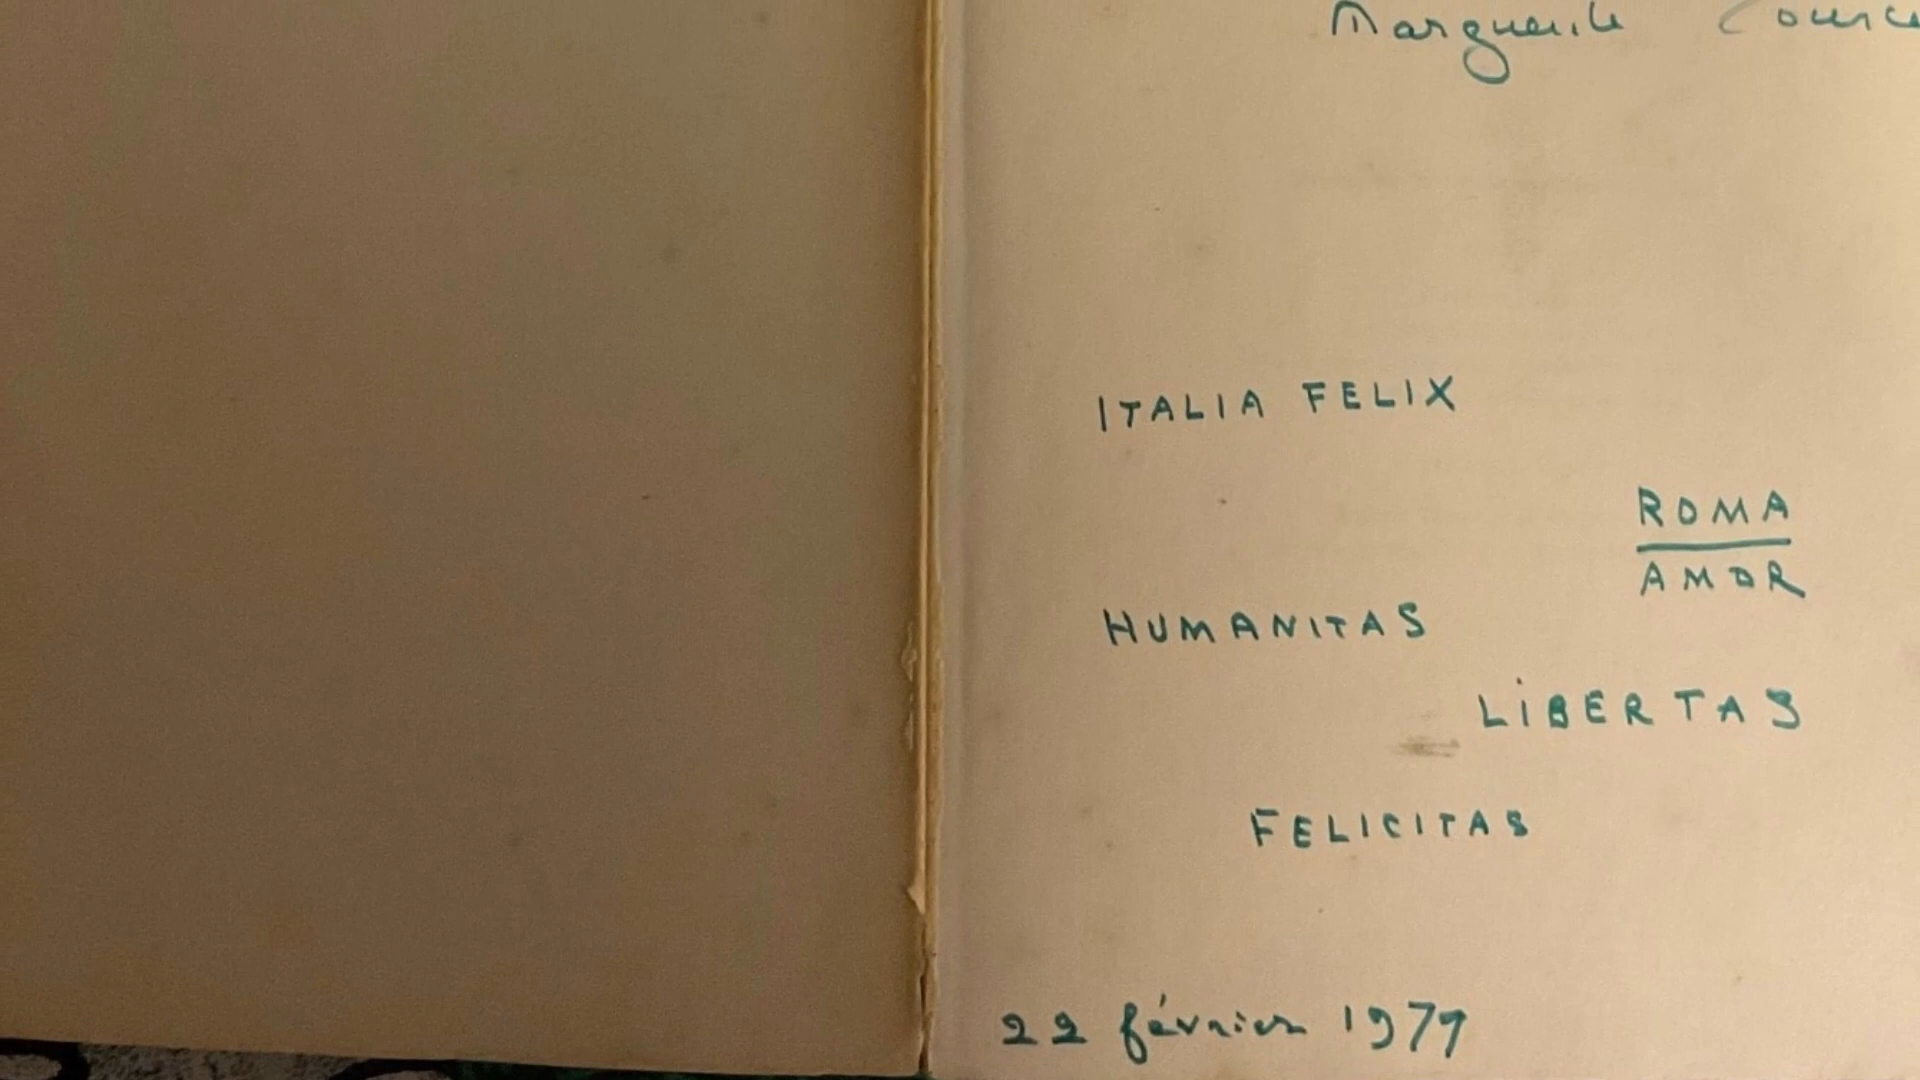 Marguerite
ITALIA FELIX
ROMA
AMOR
HUMANITAS
LiBERTAS
FELICITAS
22 février 1977